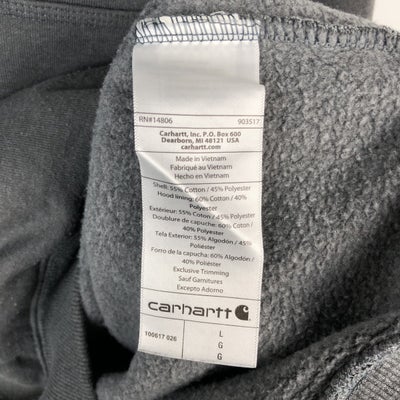 RN#14806 903517
Carhartt, Inc. P.O. Box 600
Dearborn, MI 48121 USA
carhartt.com
Made in Vietnam
Fabriqué au Vietnam
Hecho en Vietnam
Shell: 55% Cotton / 45% Polyester
Hood lining: 60% Cotton / 40%
Polyester
Extérieur: 55% Coton / 45% Polyester
Doublure de capuche: 60% Coton /
40% Polyester
Tela Exterior: 55% Algodón / 45%
Poliéster
Forro de la capucha: 60% Algodón /
40% Poliéster
Exclusive Trimming
Sauf Garnitures
Excepto Adorno
carhartt
100617 026 L
G
G